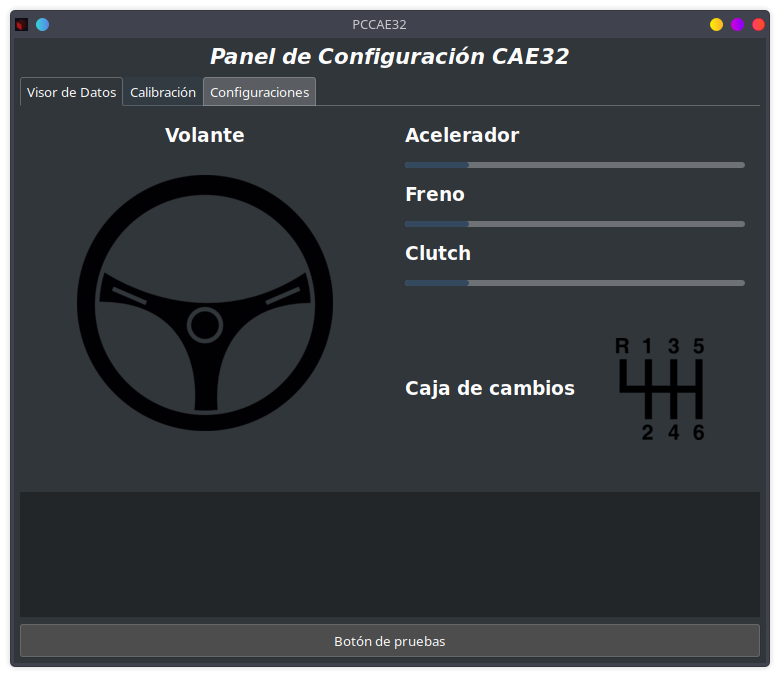 PCCAE32
Panel de Configuración CAE32
Visor de Datos Calibración Configuraciones
Volante
Acelerador
Freno
Clutch
Caja de cambios
R 1 3 5
2 4 6
Botón de pruebas